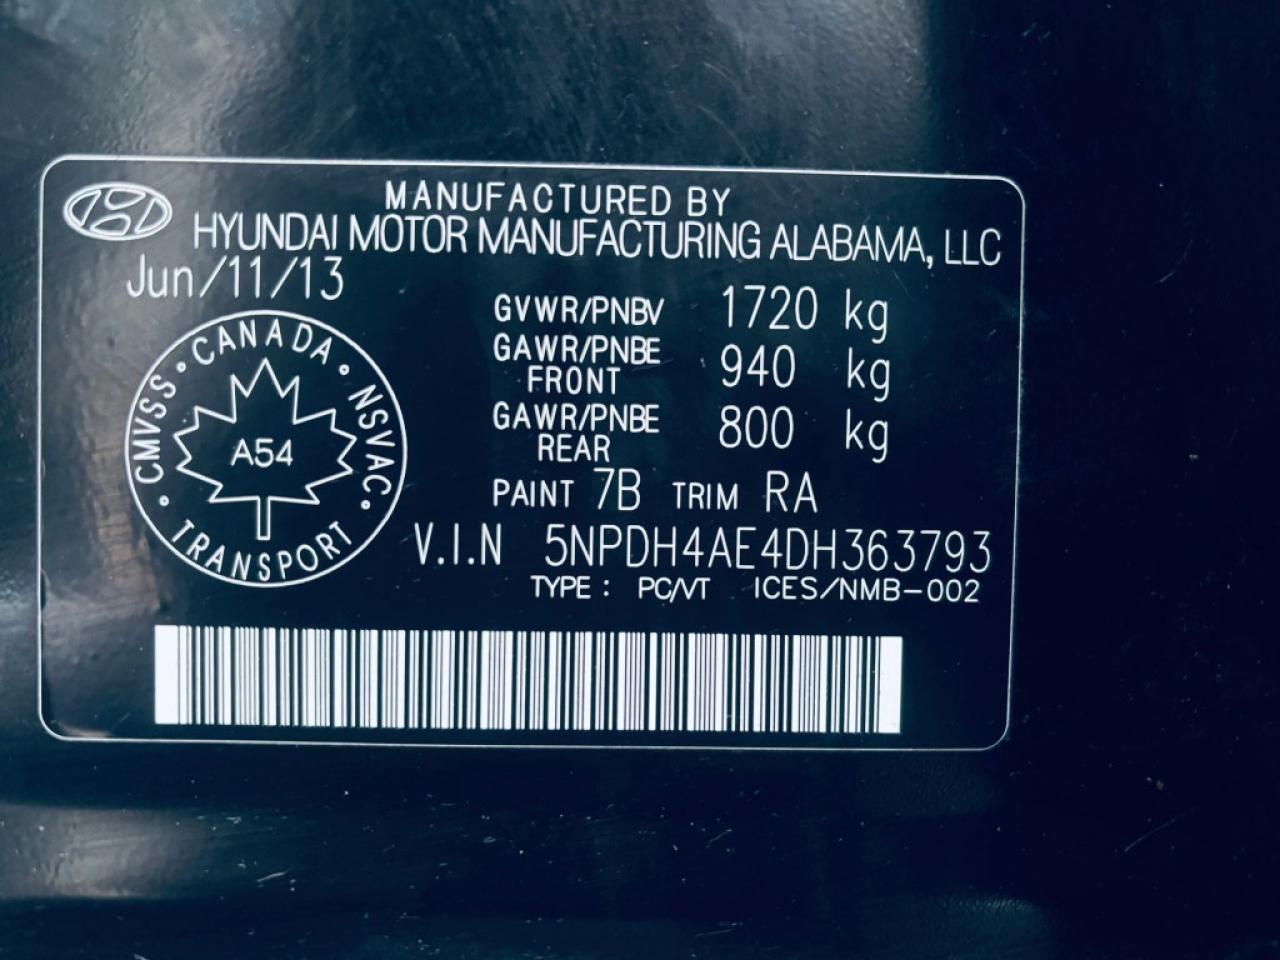 MANUFACTURED BY
HYUNDAI MOTOR MANUFACTURING ALABAMA, LLC
Jun/11/13
GVWR/PNBV 1720 kg
GAWR/PNBE FRONT 940 kg
GAWR/PNBE REAR 800 kg
PAINT 7B TRIM RA
V.I.N 5NPDH4AE4DH363793
TYPE : PC/VT ICES/NMB-002
CANADA
CMVSS NSVAC
A54
TRANSPORT